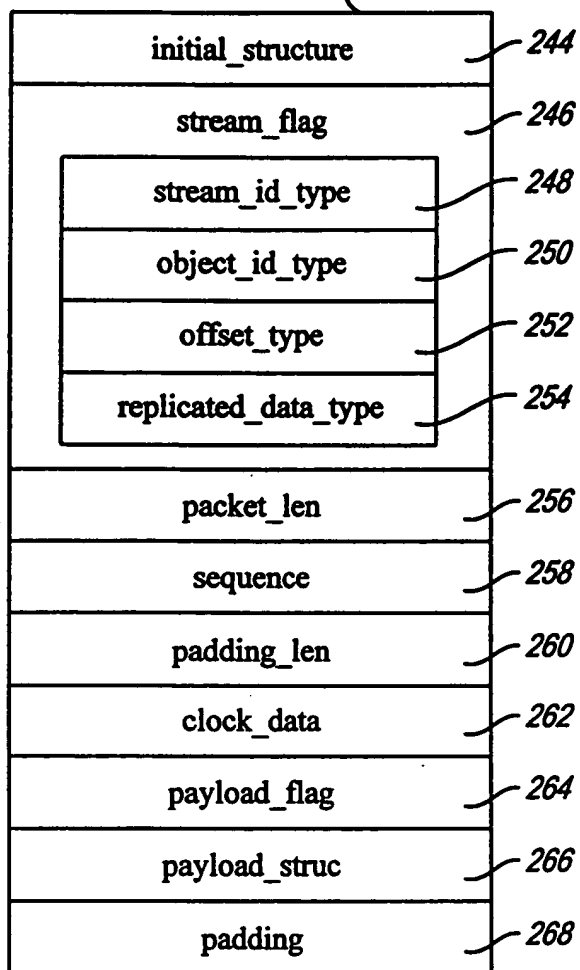 initial_structure 244
stream_flag 246
stream_id_type 248
object_id_type 250
offset_type 252
replicated_data_type 254
packet_len 256
sequence 258
padding_len 260
clock_data 262
payload_flag 264
payload_struc 266
padding 268